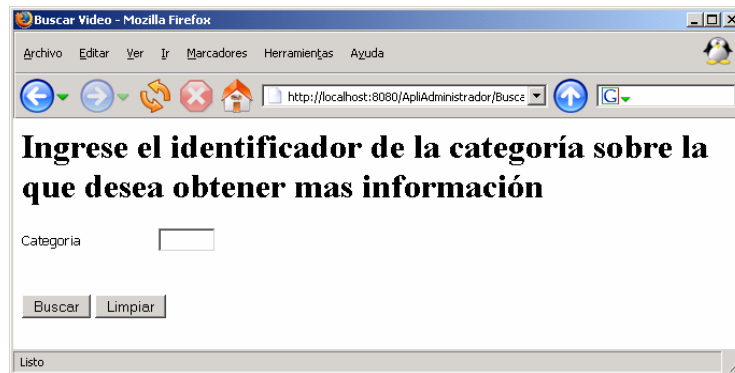 Buscar Video - Mozilla Firefox
Archivo Editar Ver Ir Marcadores Herramientas Ayuda
http://localhost:8080/ApliAdministrador/Busca G
Ingrese el identificador de la categoría sobre la
que desea obtener mas información
Categoria
Buscar Limpiar
Listo